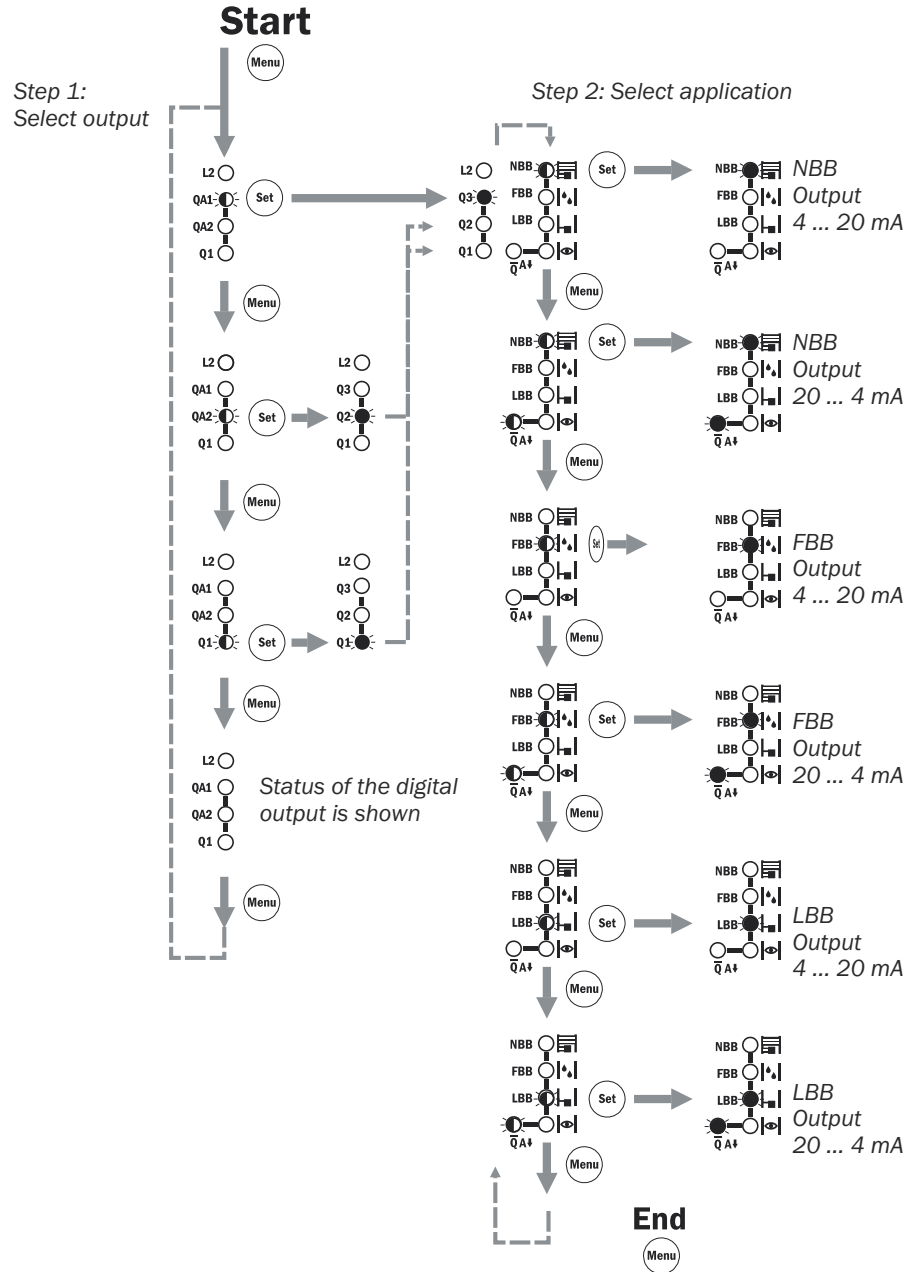 Start
Menu
Step 1:
Select output
Step 2: Select application
L2
QA1
Set
QA2
Q1
L2
Q3
Q2
Q1
NBB
FBB
LBB
Q̅ A
Set
NBB
FBB
LBB
Q̅ A
NBB
Output
4 ... 20 mA
Menu
Menu
L2
QA1
QA2
Q1
Set
L2
Q3
Q2
Q1
NBB
FBB
LBB
Q̅ A
Set
NBB
FBB
LBB
Q̅ A
NBB
Output
20 ... 4 mA
Menu
Menu
L2
QA1
QA2
Q1
Set
L2
Q3
Q2
Q1
NBB
FBB
LBB
Q̅ A
Set
NBB
FBB
LBB
Q̅ A
FBB
Output
4 ... 20 mA
Menu
Menu
L2
QA1
QA2
Q1
Status of the digital
output is shown
NBB
FBB
LBB
Q̅ A
Set
NBB
FBB
LBB
Q̅ A
FBB
Output
20 ... 4 mA
Menu
Menu
NBB
FBB
LBB
Q̅ A
Set
NBB
FBB
LBB
Q̅ A
LBB
Output
4 ... 20 mA
Menu
NBB
FBB
LBB
Q̅ A
Set
NBB
FBB
LBB
Q̅ A
LBB
Output
20 ... 4 mA
Menu
End
Menu